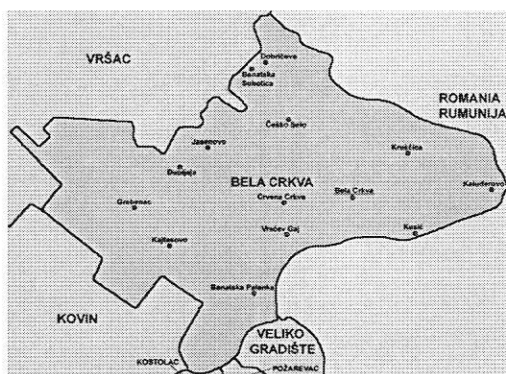 VRŠAC
Dobričevo
Banatska
Subotica
ROMANIA
RUMUNIJA
Češko Selo
Jasenovo
Kruščica
Dupljaja
BELA CRKVA
Kaluđerovo
Grebenac
Crvena Crkva
Bela Crkva
Vračev Gaj
Kusić
Kajtasovo
Banatska Palanka
KOVIN
VELIKO
GRADIŠTE
KOSTOLAC
POŽAREVAC